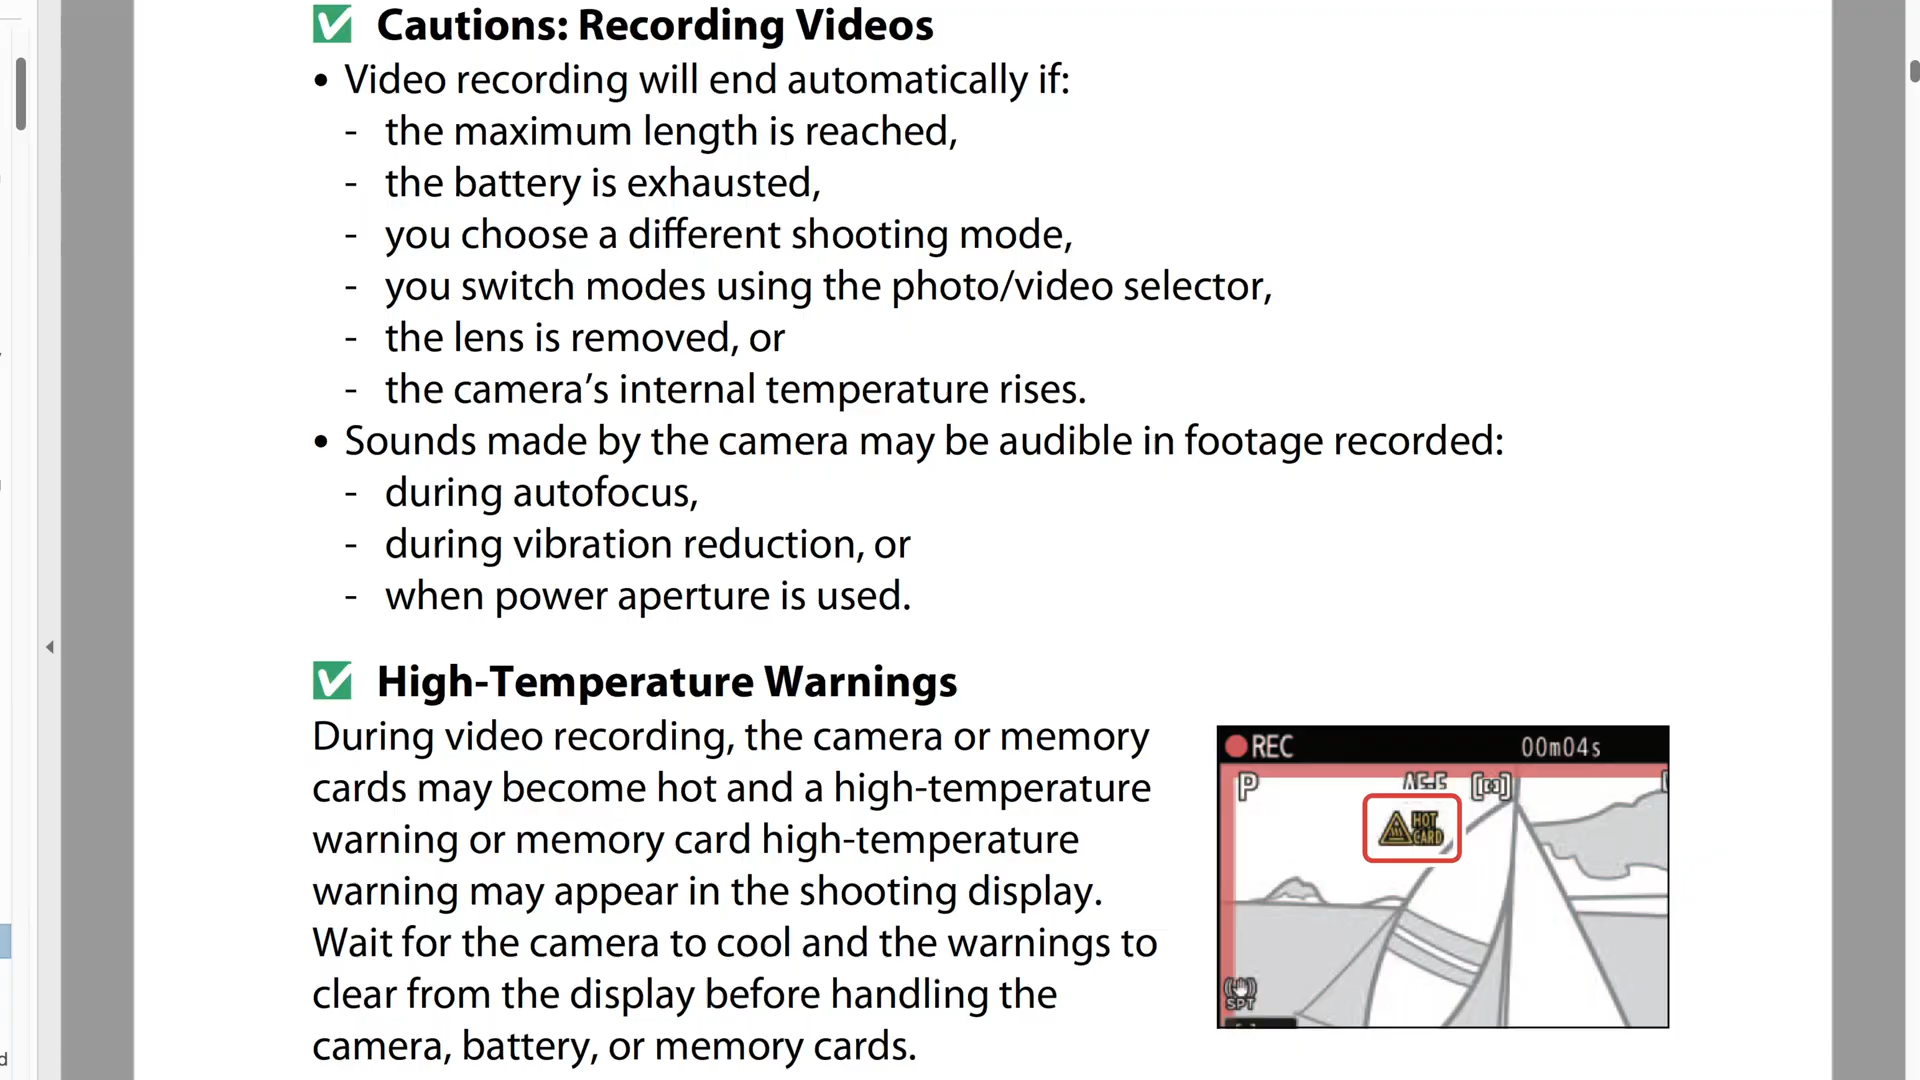 Cautions: Recording Videos
• Video recording will end automatically if:
- the maximum length is reached,
- the battery is exhausted,
- you choose a different shooting mode,
- you switch modes using the photo/video selector,
- the lens is removed, or
- the camera’s internal temperature rises.
• Sounds made by the camera may be audible in footage recorded:
- during autofocus,
- during vibration reduction, or
- when power aperture is used.
High-Temperature Warnings
During video recording, the camera or memory
cards may become hot and a high-temperature
warning or memory card high-temperature
warning may appear in the shooting display.
Wait for the camera to cool and the warnings to
clear from the display before handling the
camera, battery, or memory cards.
REC 00m04s
P AF-F
HOT
CARD
SPT
d